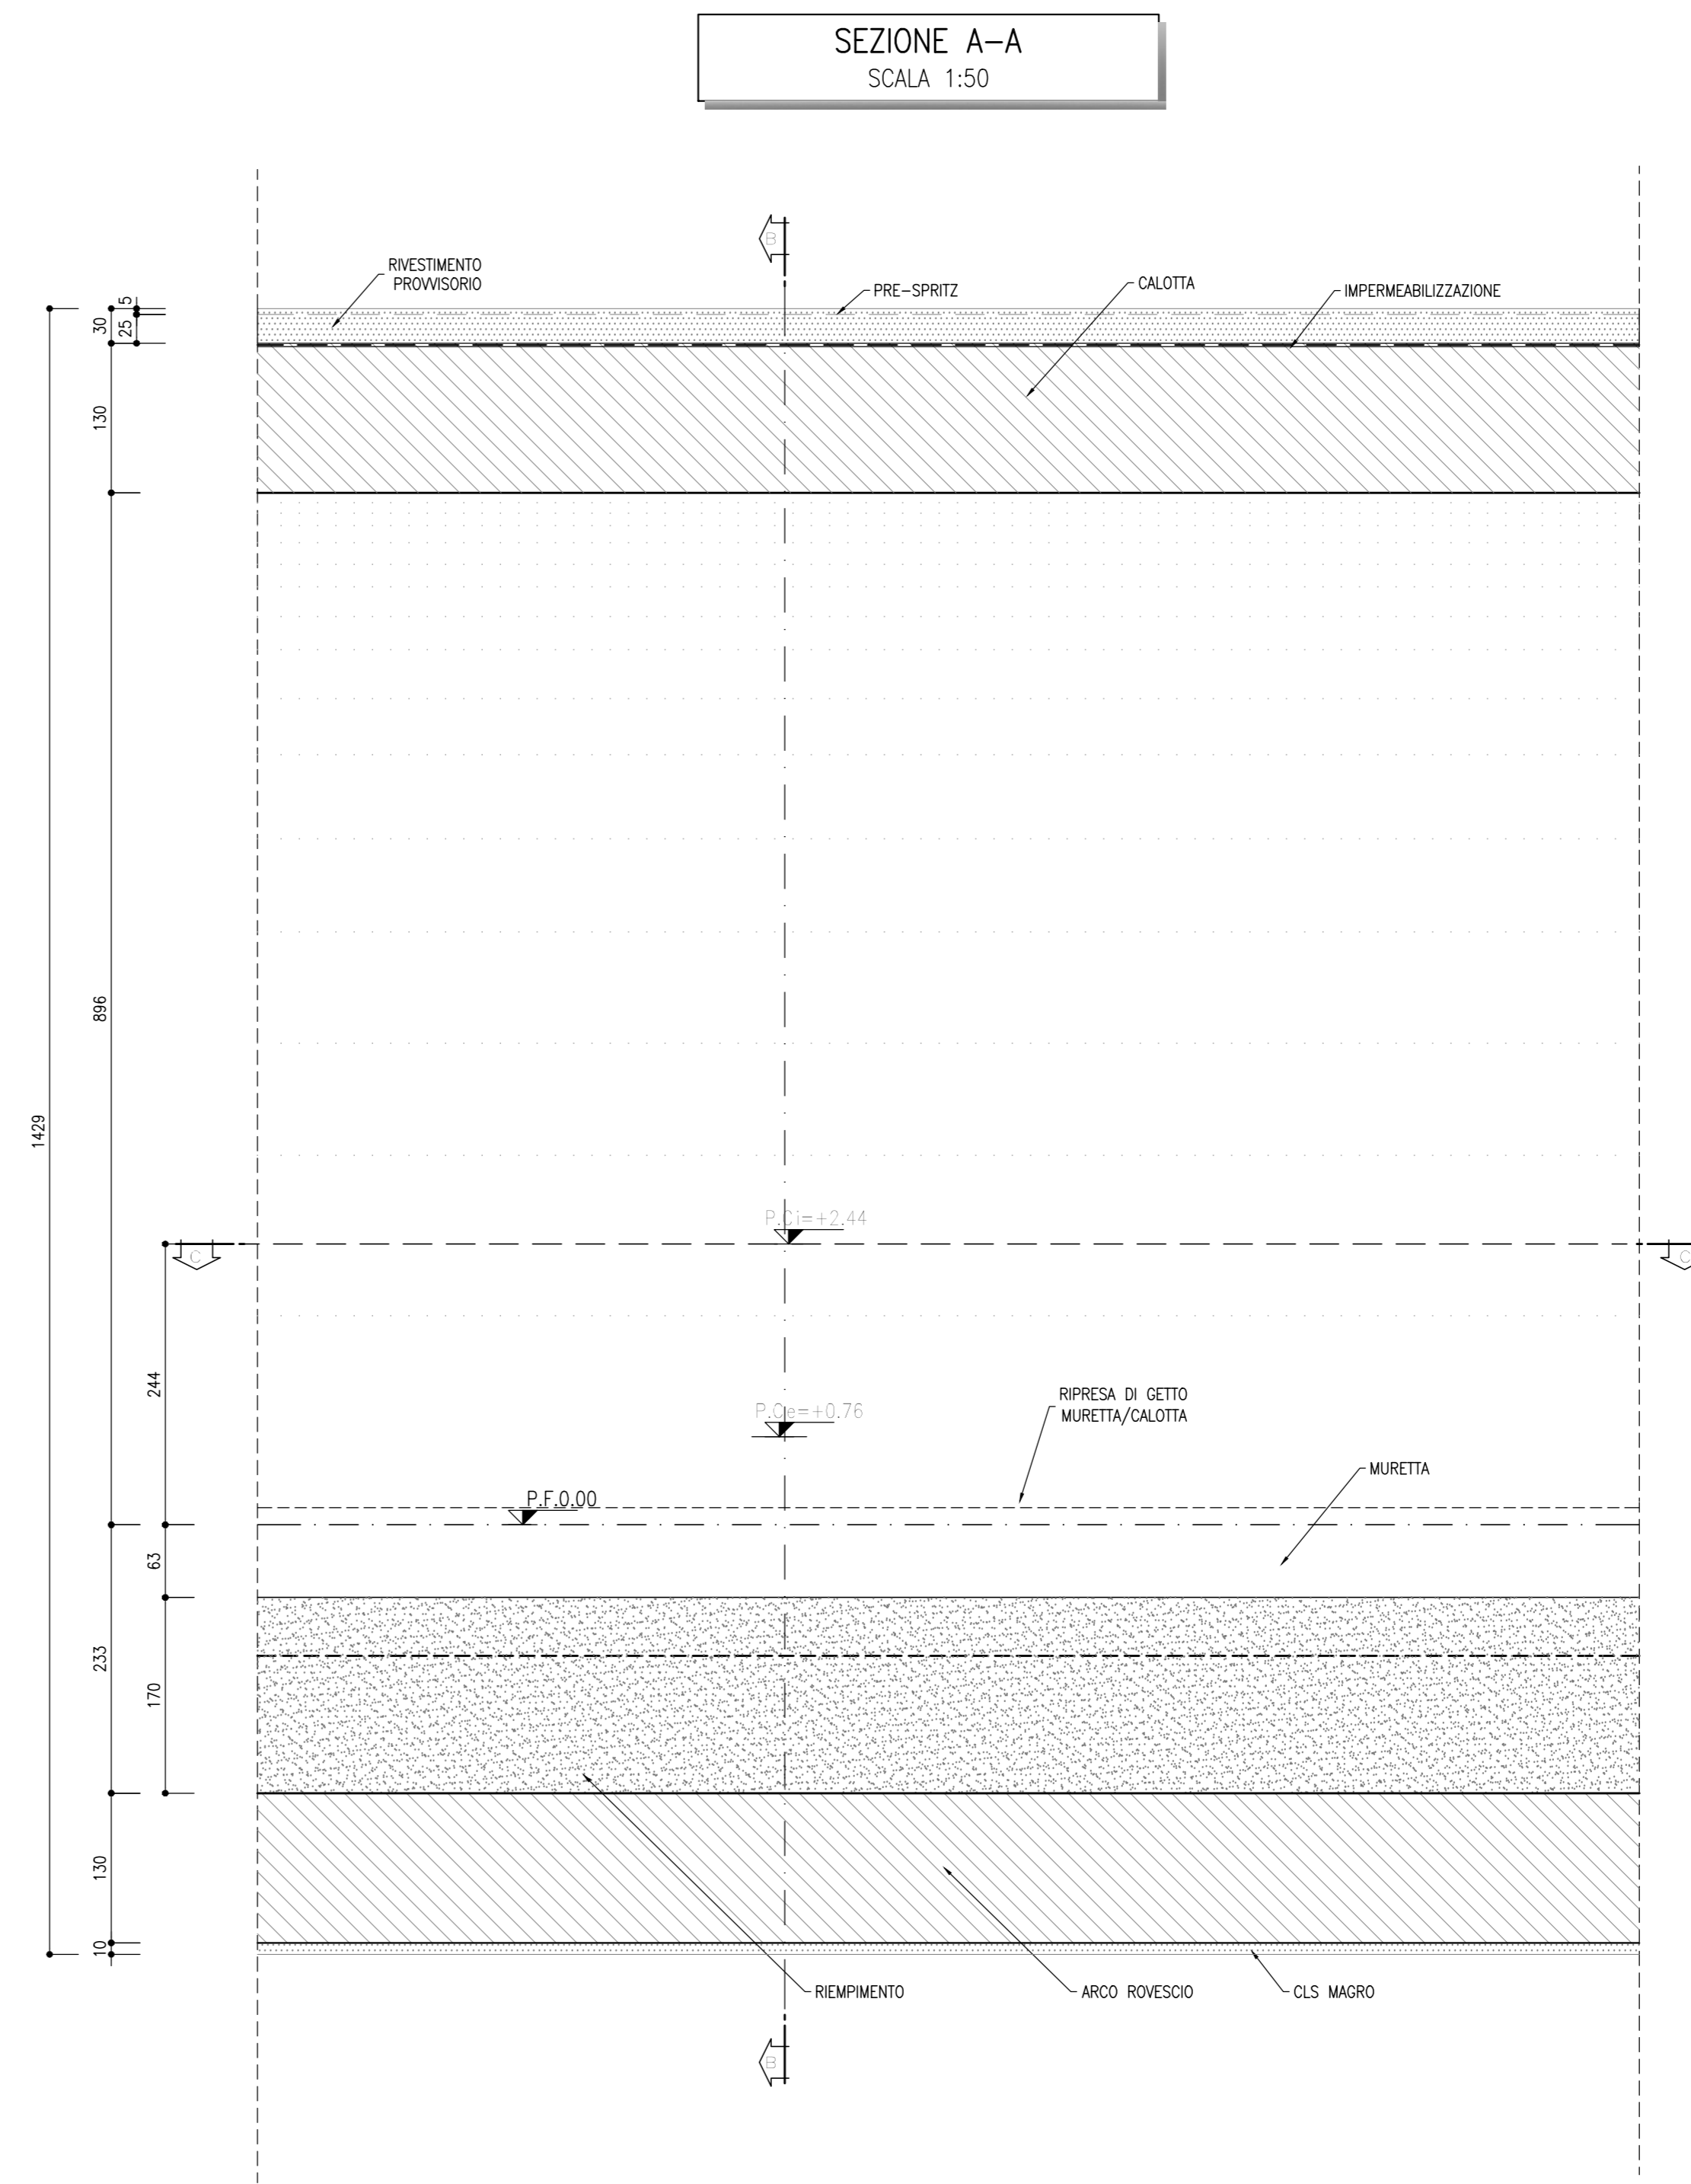 SEZIONE A-A
SCALA 1:50
B
RIVESTIMENTO
PROVVISORIO
PRE-SPRITZ
CALOTTA
IMPERMEABILIZZAZIONE
5
30
25
130
896
1429
P.Ci=+2.44
C
C
244
RIPRESA DI GETTO
MURETTA/CALOTTA
P.Ce=+0.76
MURETTA
P.F.0.00
63
233
170
130
10
RIEMPIMENTO
ARCO ROVESCIO
CLS MAGRO
B